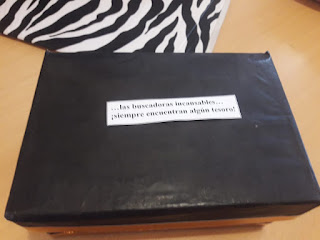 ...las buscadoras incansables...
¡siempre encuentran algún tesoro!